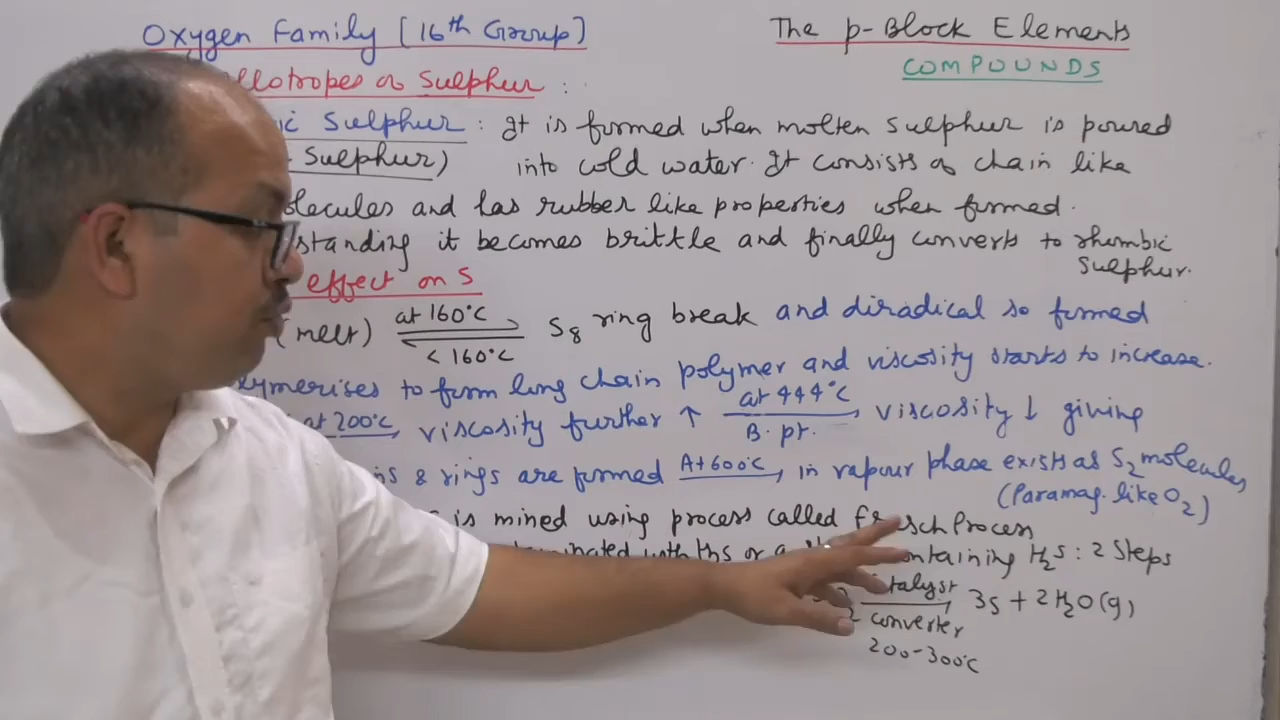 Oxygen Family [16th Group]
The p-Block Elements
COMPOUNDS
llotropes of Sulphur :
ic Sulphur : It is formed when molten sulphur is poured
Sulphur) into cold water. It consists of chain like
lecules and has rubber like properties when formed.
standing it becomes brittle and finally converts to rhombic
sulphur.
effect on S
(melt) at 160°C < 160°C S8 ring break and diradical so formed
ymerises to form long chain polymer and viscosity starts to increase.
at 200°C viscosity further ↑ at 444°C B.pt. viscosity ↓ giving
ns & rings are formed At 600°C in vapour phase exists as S2 molecules
(Paramag. like O2)
is mined using process called Frasch Process
ntaining H2S : 2 Steps
talyst 3S + 2H2O(g)
converter
200-300°C